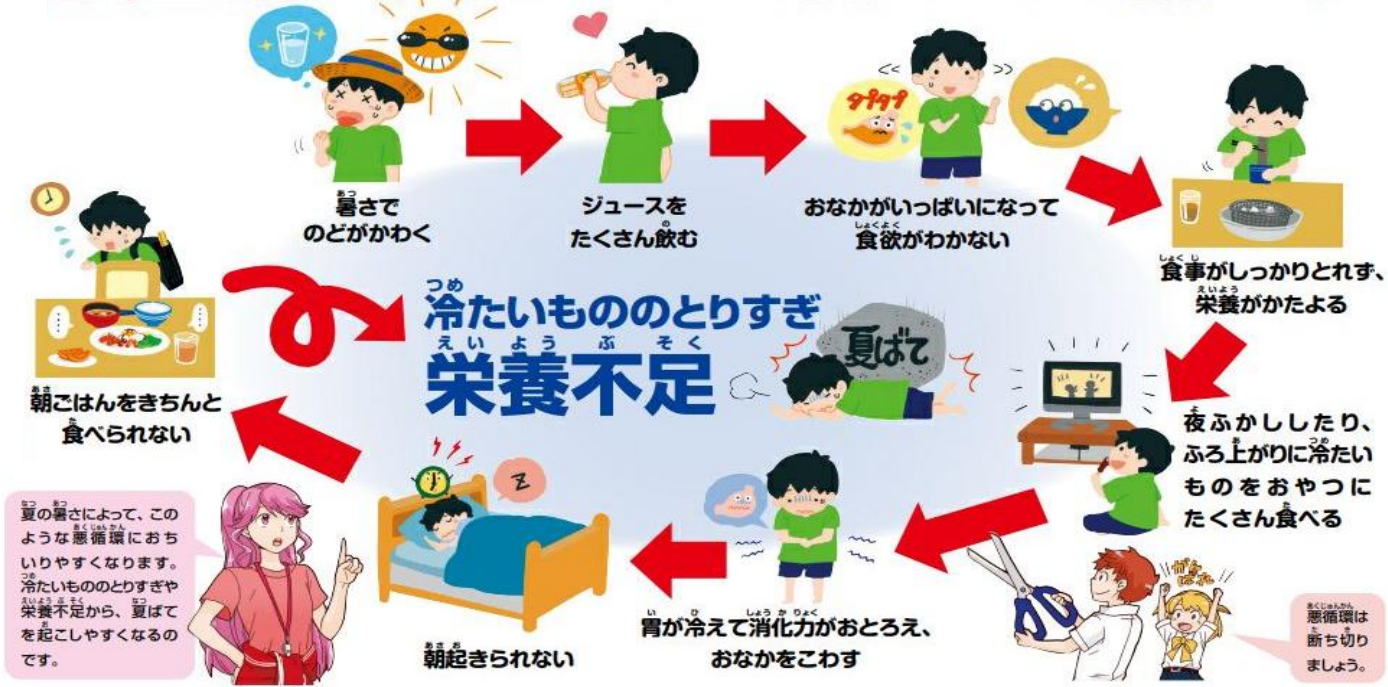 暑さで
のどがかわく
ジュースを
たくさん飲む
タプタプ
おなかがいっぱいになって
食欲がわかない
食事がしっかりとれず、
栄養がかたよる
夜ふかししたり、
ふろ上がりに冷たい
ものをおやつに
たくさん食べる
胃が冷えて消化力がおとろえ、
おなかをこわす
Z
朝起きられない
朝ごはんをきちんと
食べられない
冷たいもののとりすぎ
栄養不足
夏ばて
夏の暑さによって、この
ような悪循環におち
いりやすくなります。
冷たいもののとりすぎや
栄養不足から、夏ばて
を起こしやすくなるの
です。
がん
ばれ
悪循環は
断ち切り
ましょう。